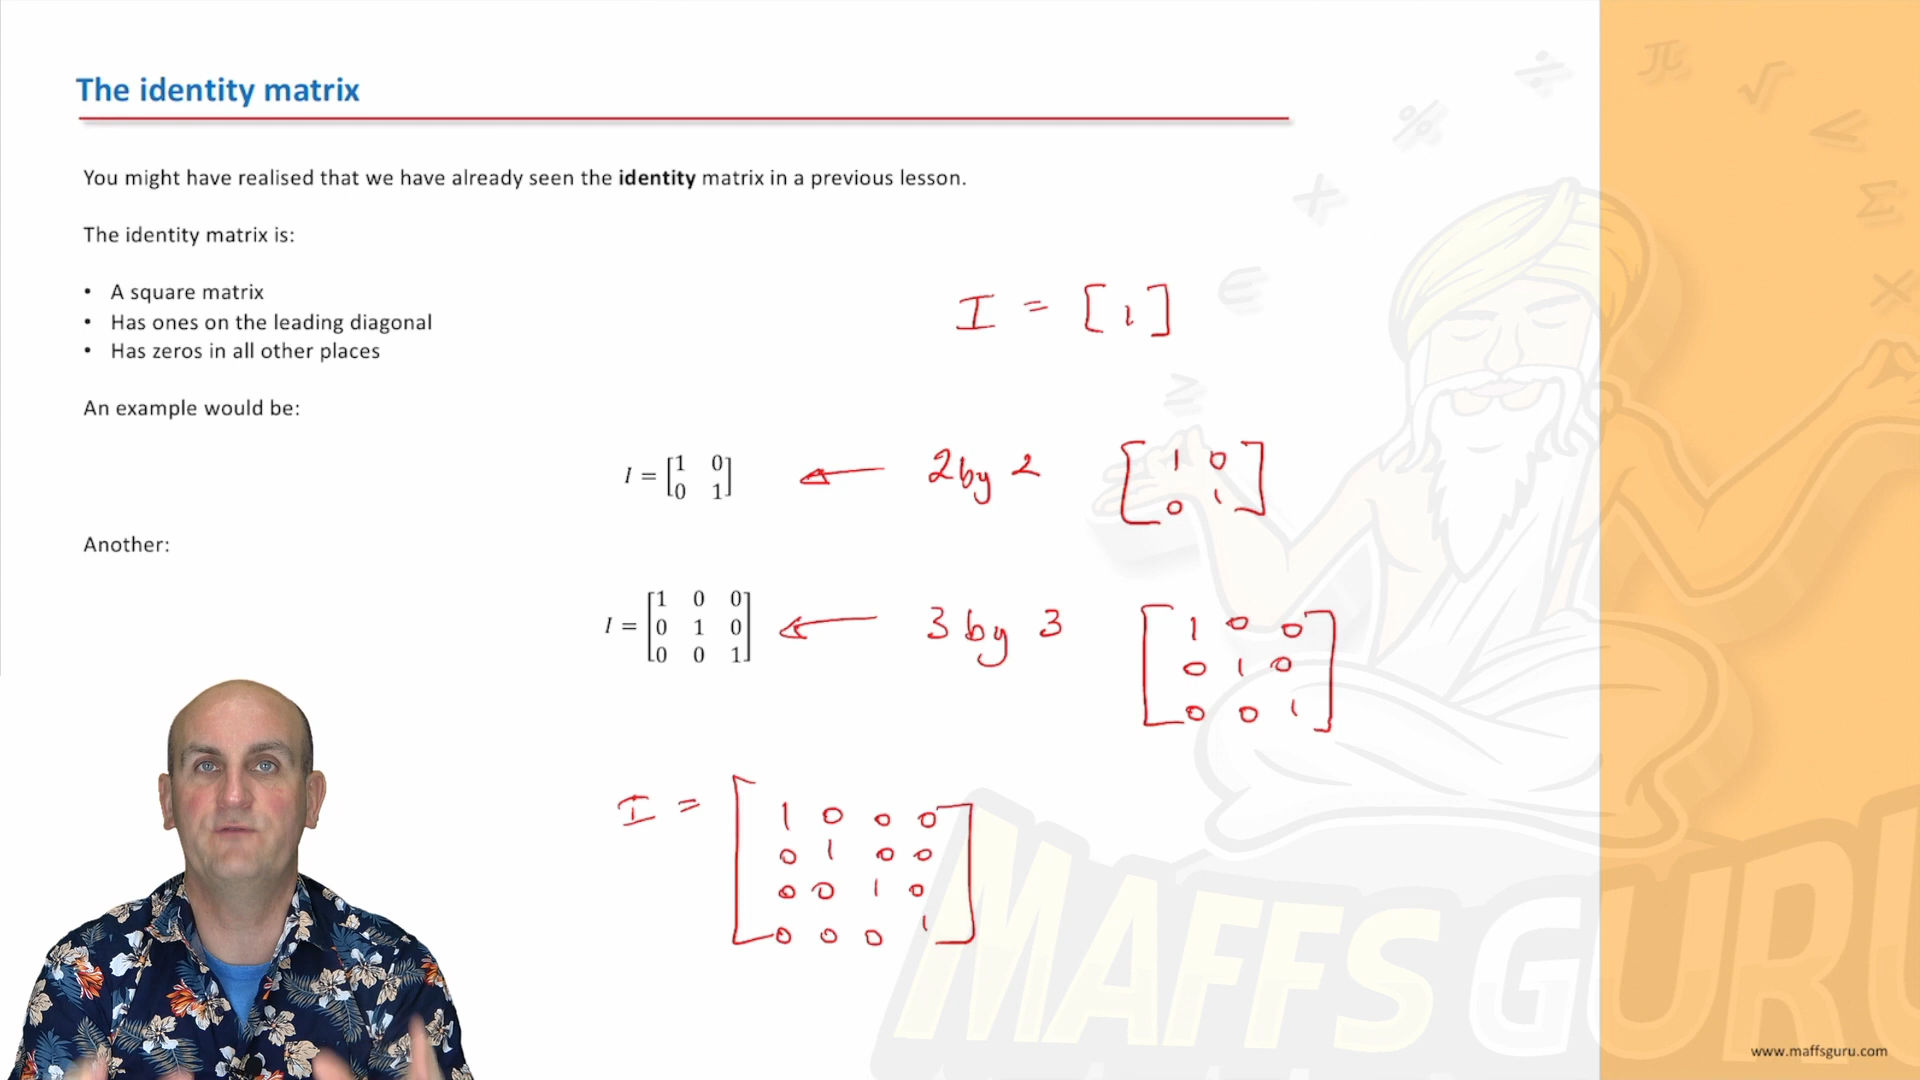 The identity matrix
You might have realised that we have already seen the identity matrix in a previous lesson.
The identity matrix is:
• A square matrix
• Has ones on the leading diagonal
• Has zeros in all other places
I = [1]
An example would be:
I = [1 0
0 1]
2 by 2
[1 0
0 1]
Another:
I = [1 0 0
0 1 0
0 0 1]
3 by 3
[1 0 0
0 1 0
0 0 1]
I = [1 0 0 0
0 1 0 0
0 0 1 0
0 0 0 1]
MAFFS GURU
www.maffsguru.com